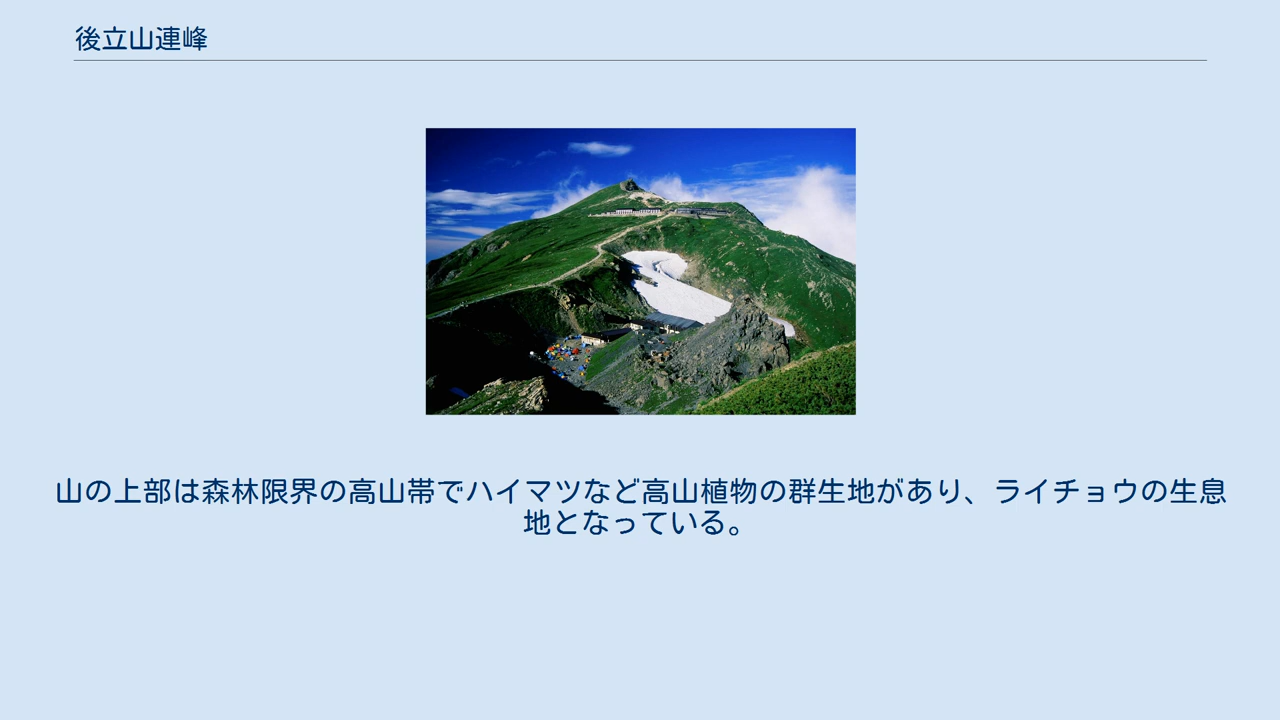 後立山連峰
山の上部は森林限界の高山帯でハイマツなど高山植物の群生地があり、ライチョウの生息
地となっている。